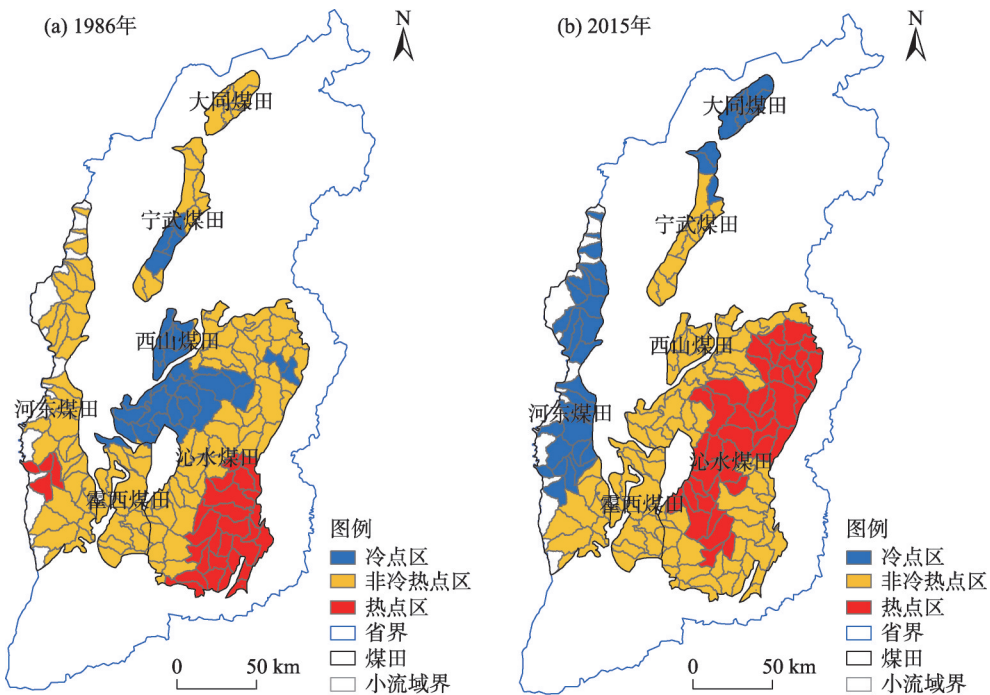 (a) 1986年
N
大同煤田
宁武煤田
西山煤田
河东煤田
沁水煤田
霍西煤田
图例
冷点区
非冷热点区
热点区
省界
煤田
小流域界
0 50 km
(b) 2015年
N
大同煤田
宁武煤田
西山煤田
河东煤田
沁水煤田
霍西煤田
图例
冷点区
非冷热点区
热点区
省界
煤田
小流域界
0 50 km